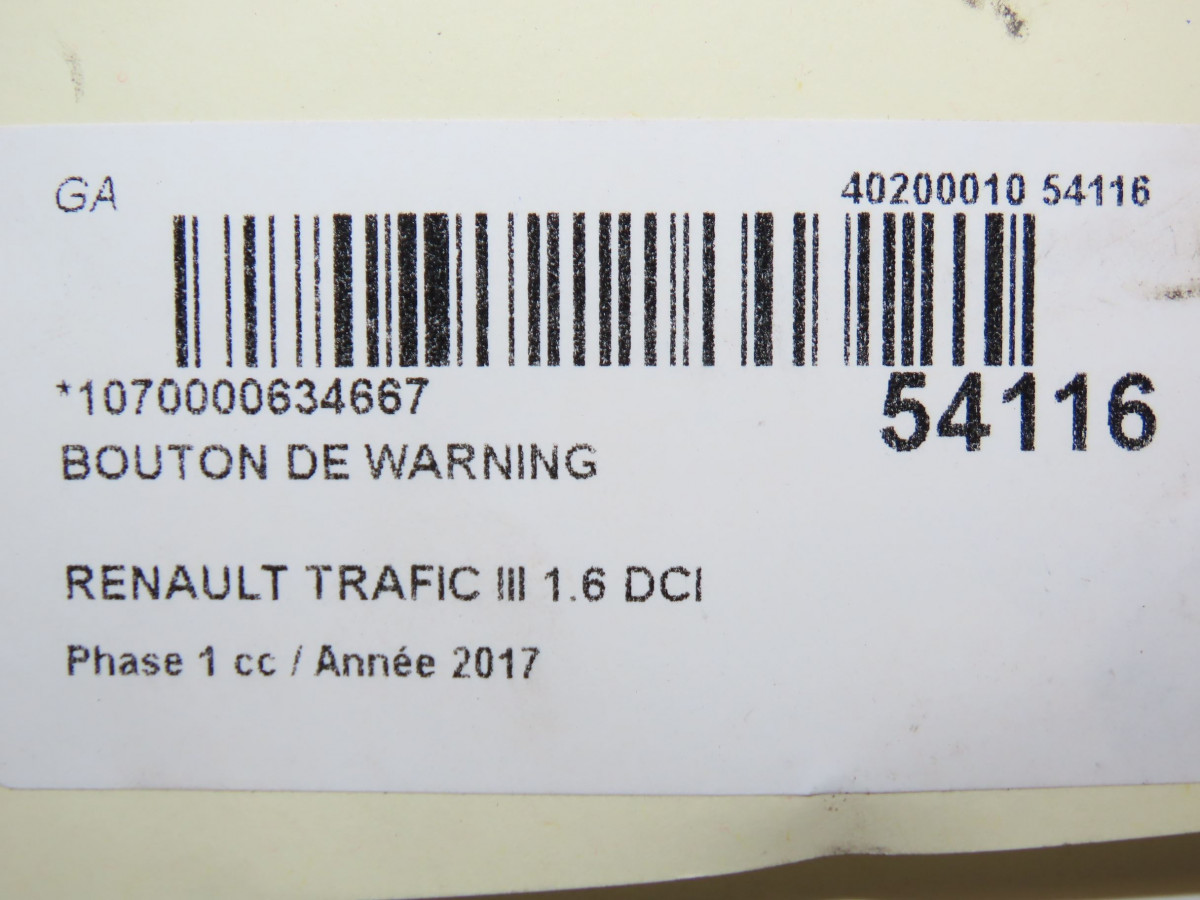 GA
40200010 54116
*1070000634667
54116
BOUTON DE WARNING
RENAULT TRAFIC III 1.6 DCI
Phase 1 cc / Année 2017